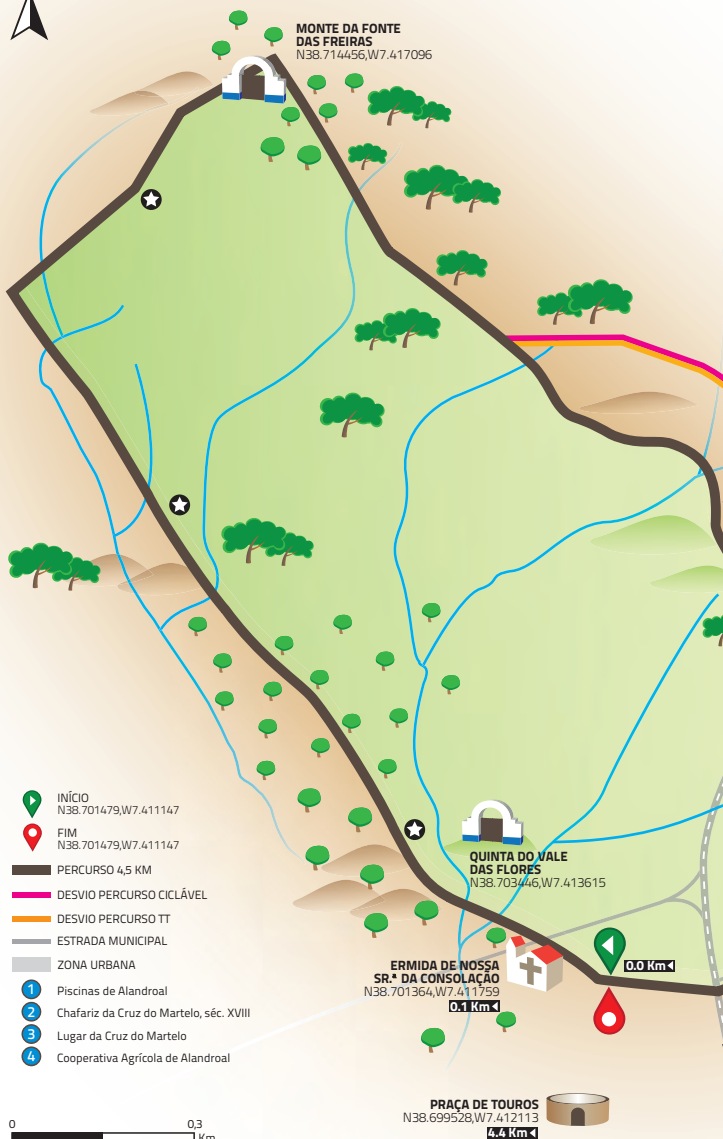 MONTE DA FONTE
DAS FREIRAS
N38.714456,W7.417096
INÍCIO
N38.701479,W7.411147
FIM
N38.701479,W7.411147
PERCURSO 4,5 KM
DESVIO PERCURSO CICLÁVEL
DESVIO PERCURSO TT
ESTRADA MUNICIPAL
ZONA URBANA
1 Piscinas de Alandroal
2 Chafariz da Cruz do Martelo, séc. XVIII
3 Lugar da Cruz do Martelo
4 Cooperativa Agrícola de Alandroal
QUINTA DO VALE
DAS FLORES
N38.703446,W7.413615
ERMIDA DE NOSSA
SR.ª DA CONSOLAÇÃO
N38.701364,W7.411759
0.1 Km
0.0 Km
PRAÇA DE TOUROS
N38.699528,W7.412113
4.4 Km
0 0,3
Km